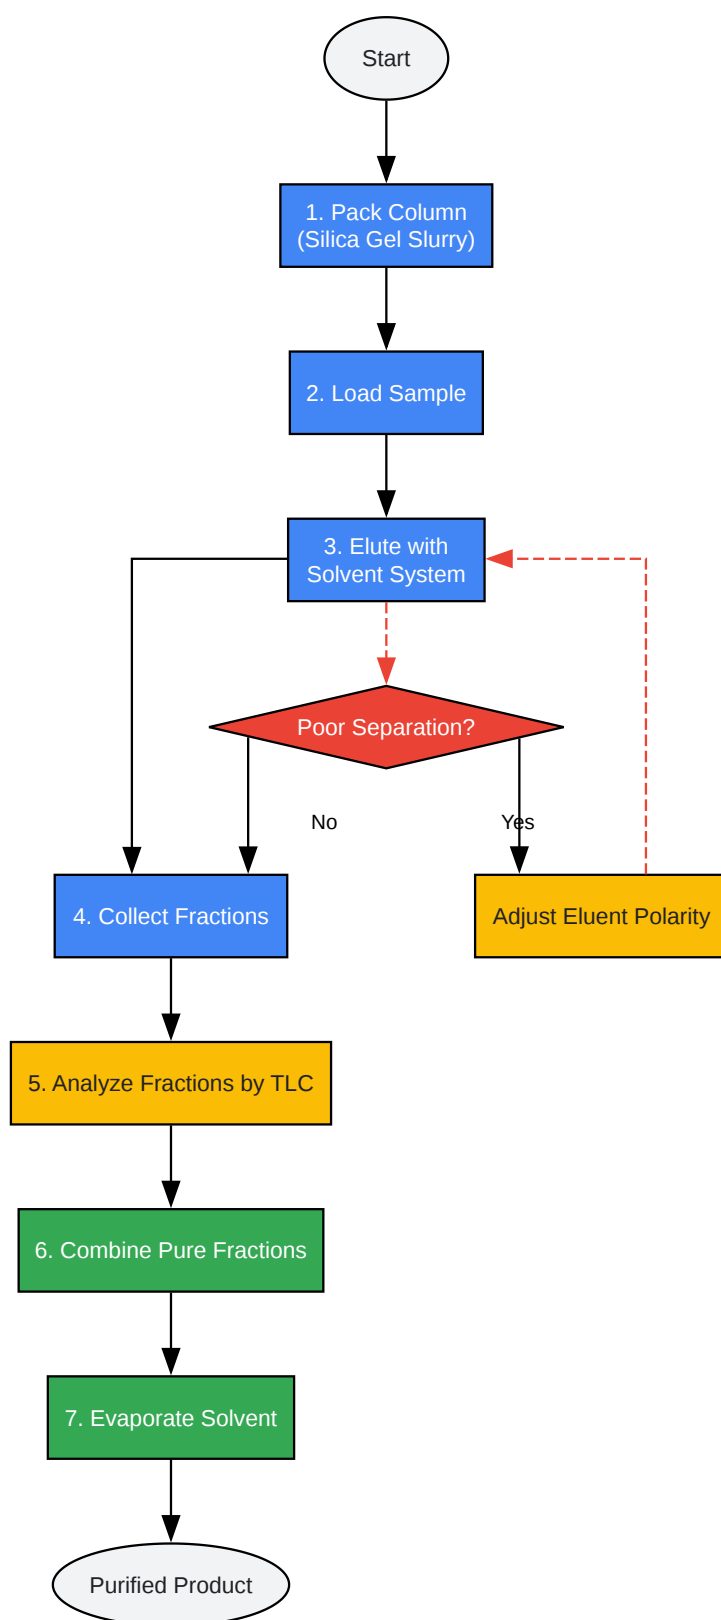 Start
1. Pack Column
(Silica Gel Slurry)
2. Load Sample
3. Elute with
Solvent System
Poor Separation?
No
Yes
4. Collect Fractions
Adjust Eluent Polarity
5. Analyze Fractions by TLC
6. Combine Pure Fractions
7. Evaporate Solvent
Purified Product